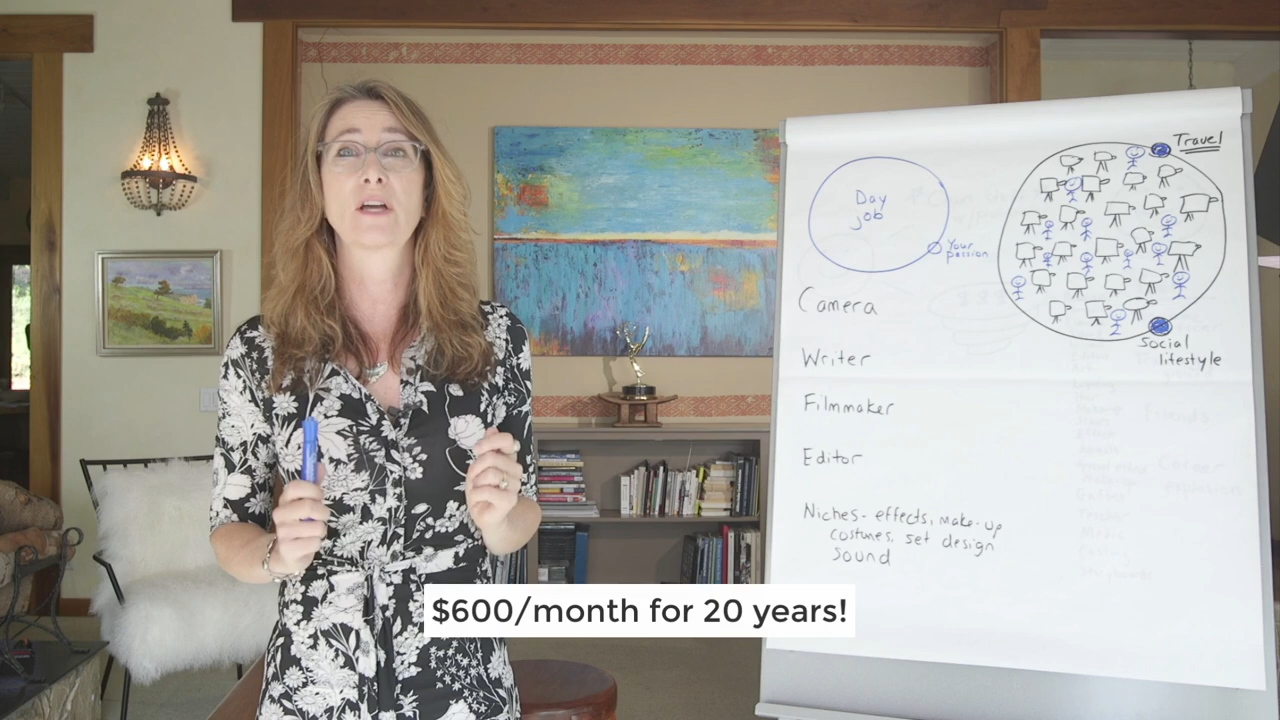 Travel
Day
job
Your
passion
Social
lifestyle
Camera
Writer
Filmmaker
Editor
Niches - effects, make-up
costumes, set design
sound
$600/month for 20 years!